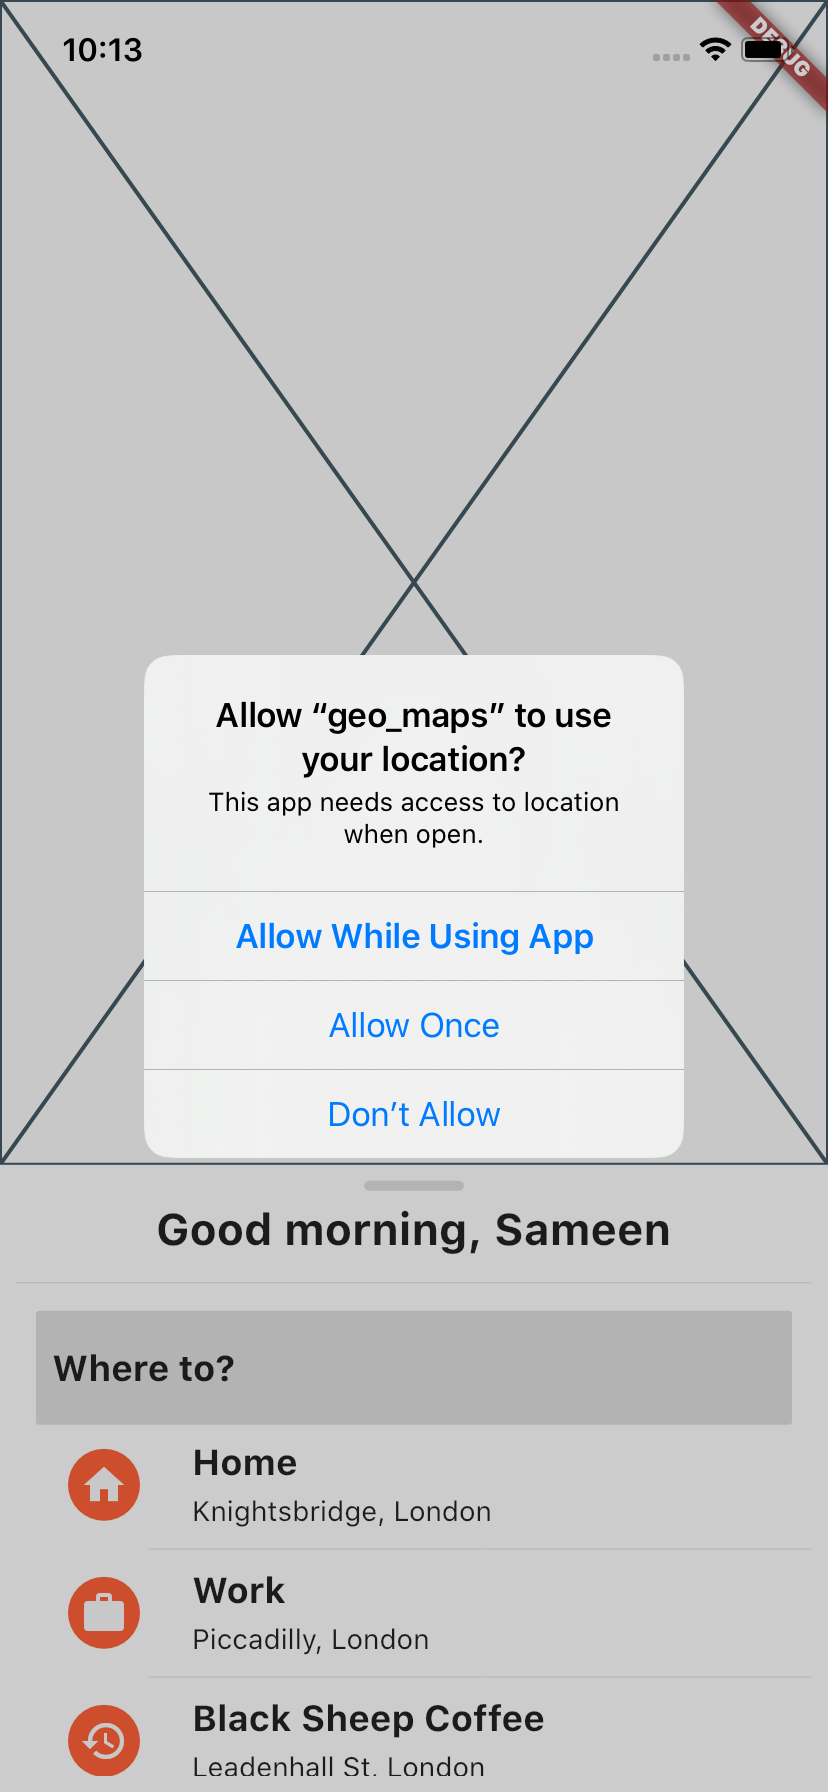 10:13
DEBUG
Allow “geo_maps” to use
your location?
This app needs access to location
when open.
Allow While Using App
Allow Once
Don’t Allow
Good morning, Sameen
Where to?
Home
Knightsbridge, London
Work
Piccadilly, London
Black Sheep Coffee
Leadenhall St, London